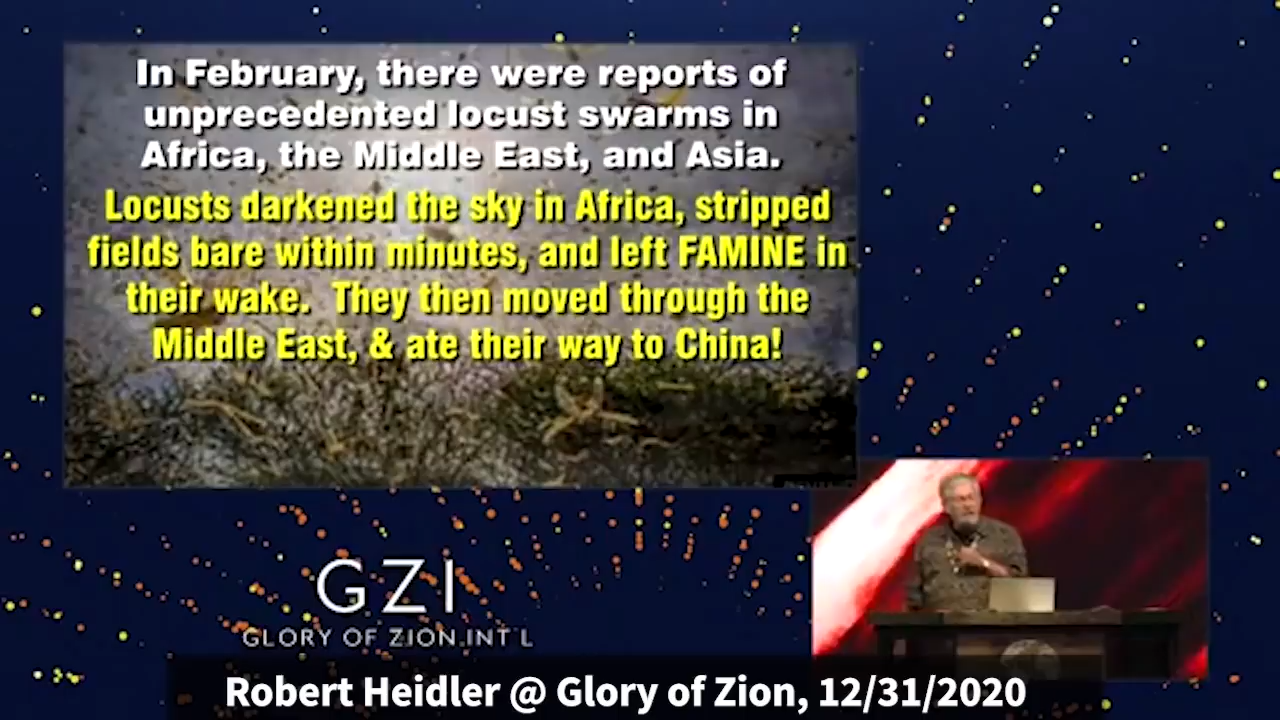 In February, there were reports of
unprecedented locust swarms in
Africa, the Middle East, and Asia.
Locusts darkened the sky in Africa, stripped
fields bare within minutes, and left FAMINE in
their wake. They then moved through the
Middle East, & ate their way to China!
GZI
GLORY OF ZION INT'L
Robert Heidler @ Glory of Zion, 12/31/2020